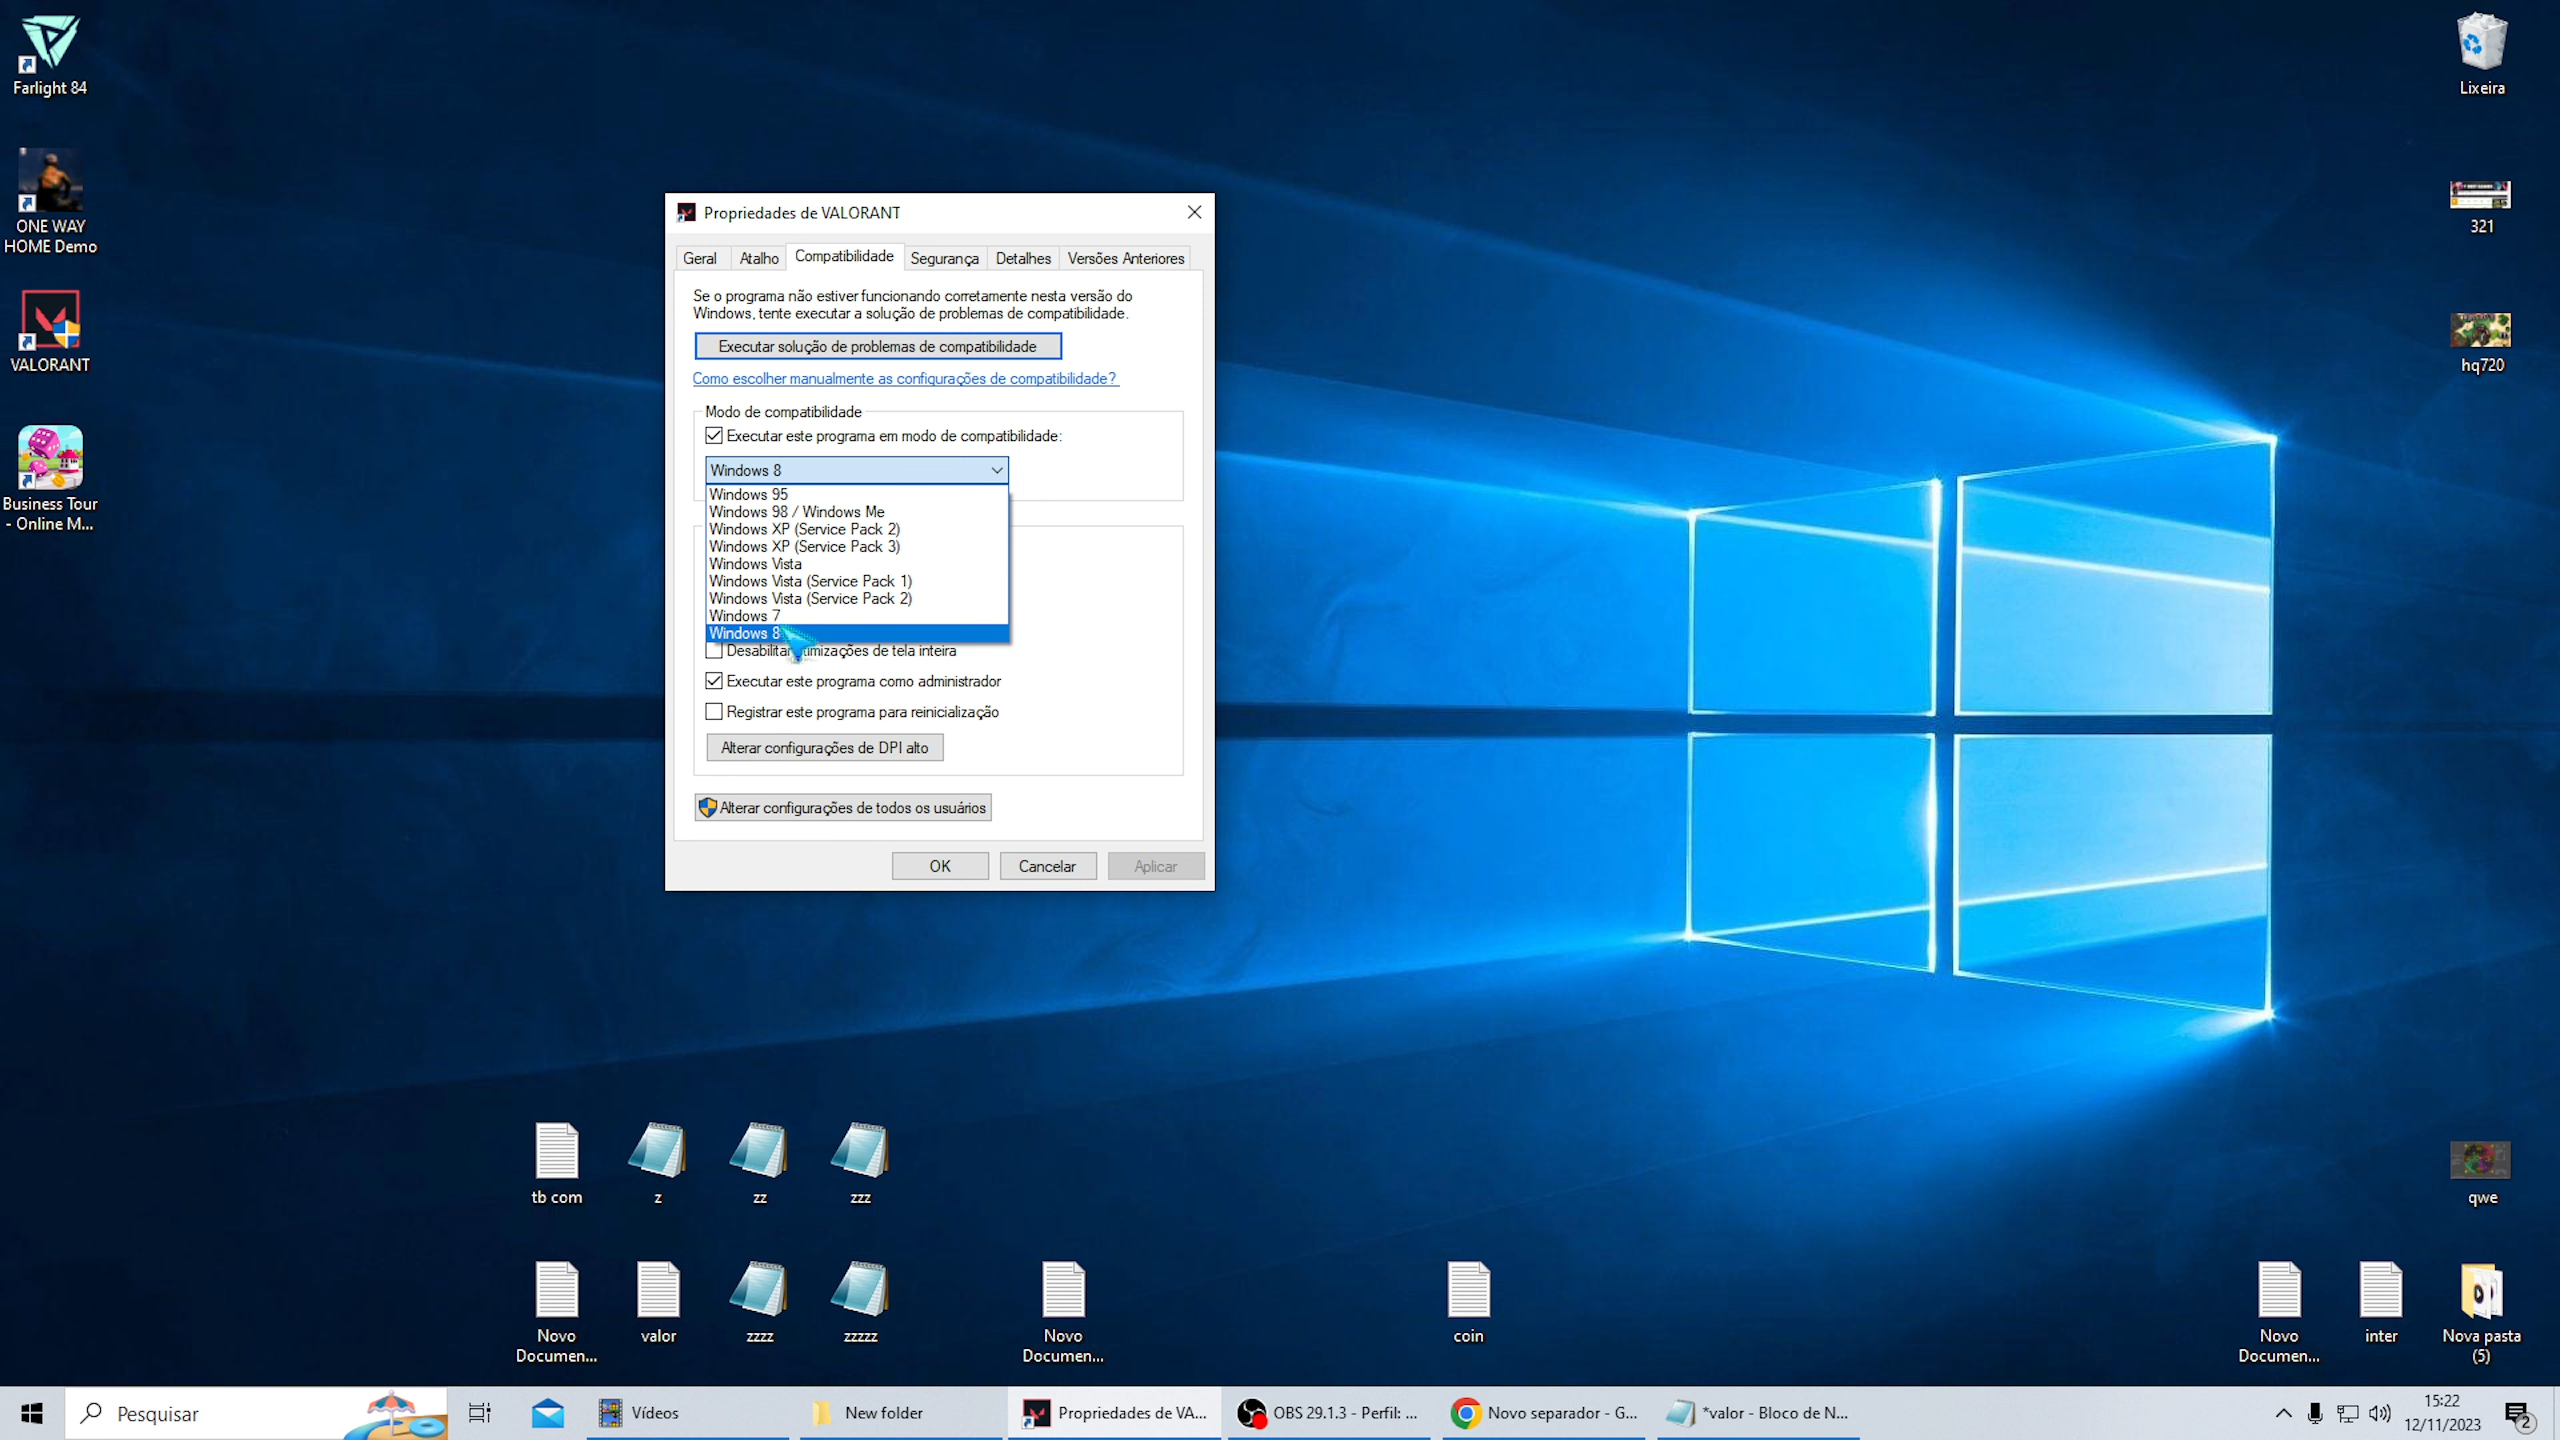 Farlight 84
ONE WAY
HOME Demo
VALORANT
Business Tour
- Online M...
Lixeira
321
hq720
Propriedades de VALORANT
Geral
Atalho
Compatibilidade
Segurança
Detalhes
Versões Anteriores
Se o programa não estiver funcionando corretamente nesta versão do
Windows, tente executar a solução de problemas de compatibilidade.
Executar solução de problemas de compatibilidade
Como escolher manualmente as configurações de compatibilidade?
Modo de compatibilidade
Executar este programa em modo de compatibilidade:
Windows 8
Windows 95
Windows 98 / Windows Me
Windows XP (Service Pack 2)
Windows XP (Service Pack 3)
Windows Vista
Windows Vista (Service Pack 1)
Windows Vista (Service Pack 2)
Windows 7
Windows 8
Desabilitar de tela inteira
Executar este programa como administrador
Registrar este programa para reinicialização
Alterar configurações de DPI alto
Alterar configurações de todos os usuários
OK
Cancelar
Aplicar
tb com
z
zz
zzz
qwe
Novo
Documen...
valor
zzzz
zzzzz
Novo
Documen...
coin
Novo
Documen...
inter
Nova pasta
(5)
Pesquisar
Vídeos
New folder
Propriedades de VA...
OBS 29.1.3 - Perfil: ...
Novo separador - G...
*valor - Bloco de N...
15:22
12/11/2023
2